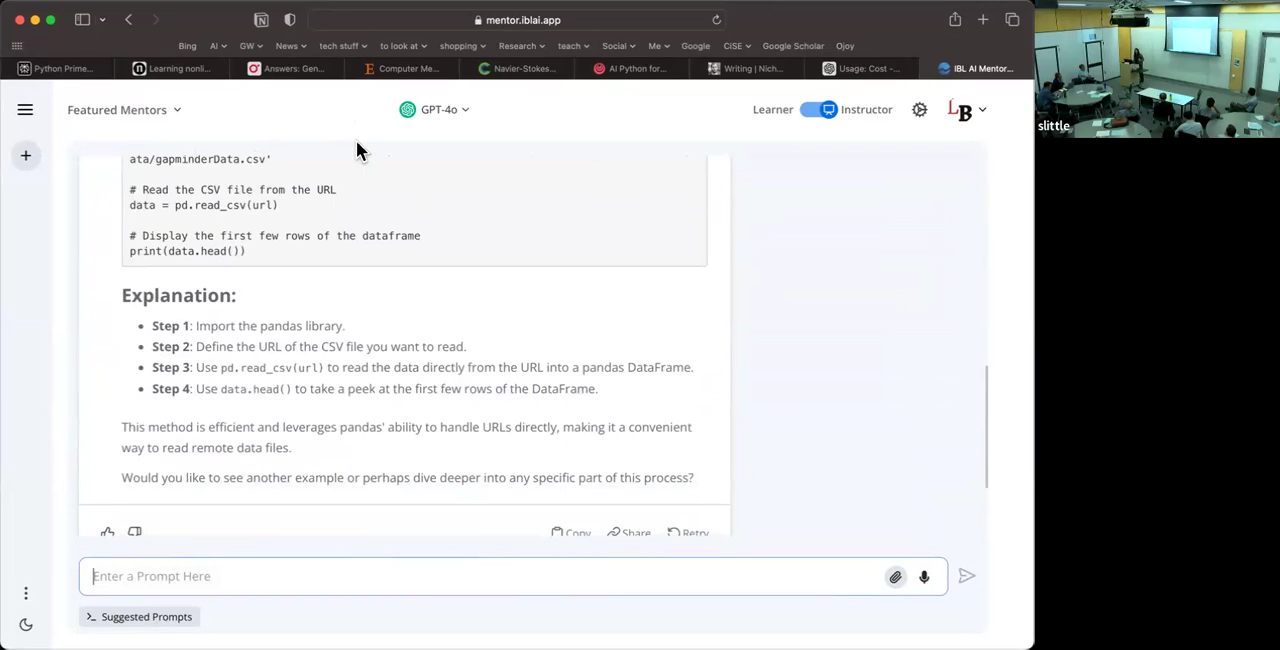 mentor.iblai.app
Bing AI GW News tech stuff to look at shopping Research teach Social Me Google CiSE Google Scholar Ojoy
Python Prime... Learning nonli... Answers: Gen... Computer Me... Navier-Stokes... AI Python for... Writing | Nich... Usage: Cost -... IBL AI Mentor...
slittle
Featured Mentors GPT-4o Learner Instructor LB
ata/gapminderData.csv'
# Read the CSV file from the URL
data = pd.read_csv(url)
# Display the first few rows of the dataframe
print(data.head())
Explanation:
• Step 1: Import the pandas library.
• Step 2: Define the URL of the CSV file you want to read.
• Step 3: Use pd.read_csv(url) to read the data directly from the URL into a pandas DataFrame.
• Step 4: Use data.head() to take a peek at the first few rows of the DataFrame.
This method is efficient and leverages pandas' ability to handle URLs directly, making it a convenient
way to read remote data files.
Would you like to see another example or perhaps dive deeper into any specific part of this process?
Copy Share Retry
Enter a Prompt Here
>_ Suggested Prompts